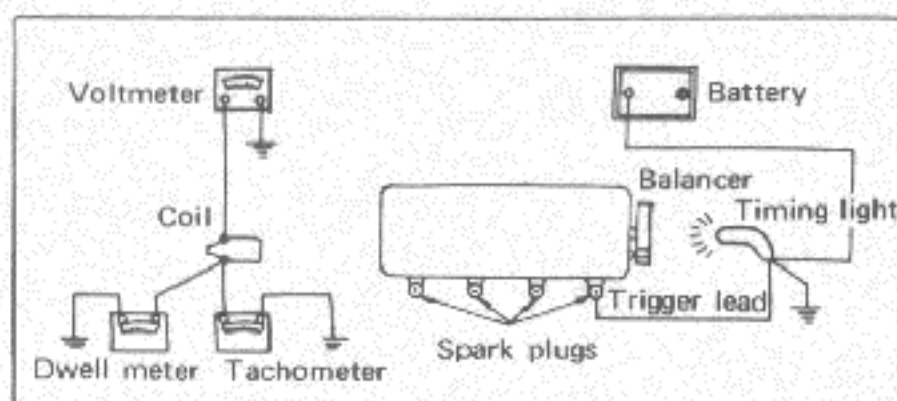 Voltmeter
Battery
Balancer
Coil
Timing light
Trigger lead
Spark plugs
Dwell meter
Tachometer